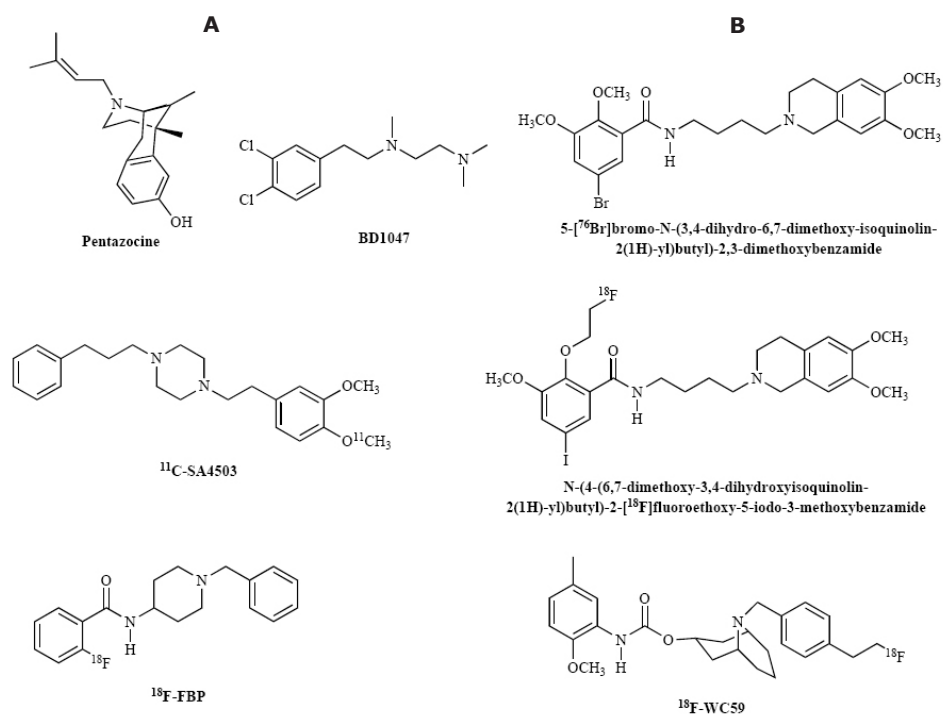 A
B
N
OH
Pentazocine
Cl
Cl
N
N
BD1047
OCH3
OCH3
O
N
H
Br
N
OCH3
OCH3
5-[76Br]bromo-N-(3,4-dihydro-6,7-dimethoxy-isoquinolin-
2(1H)-yl)butyl)-2,3-dimethoxybenzamide
N
N
OCH3
O11CH3
11C-SA4503
18F
O
H3CO
O
N
H
I
N
OCH3
OCH3
N-(4-(6,7-dimethoxy-3,4-dihydroxyisoquinolin-
2(1H)-yl)butyl)-2-[18F]fluoroethoxy-5-iodo-3-methoxybenzamide
O
N
H
18F
N
18F-FBP
OCH3
N
H
O
O
N
18F
18F-WC59